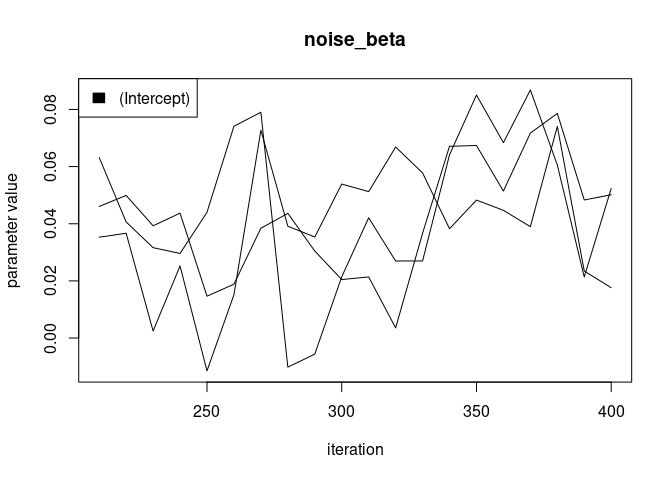 noise_beta
(Intercept)
parameter value
0.08
0.06
0.04
0.02
0.00
250 300 350 400
iteration